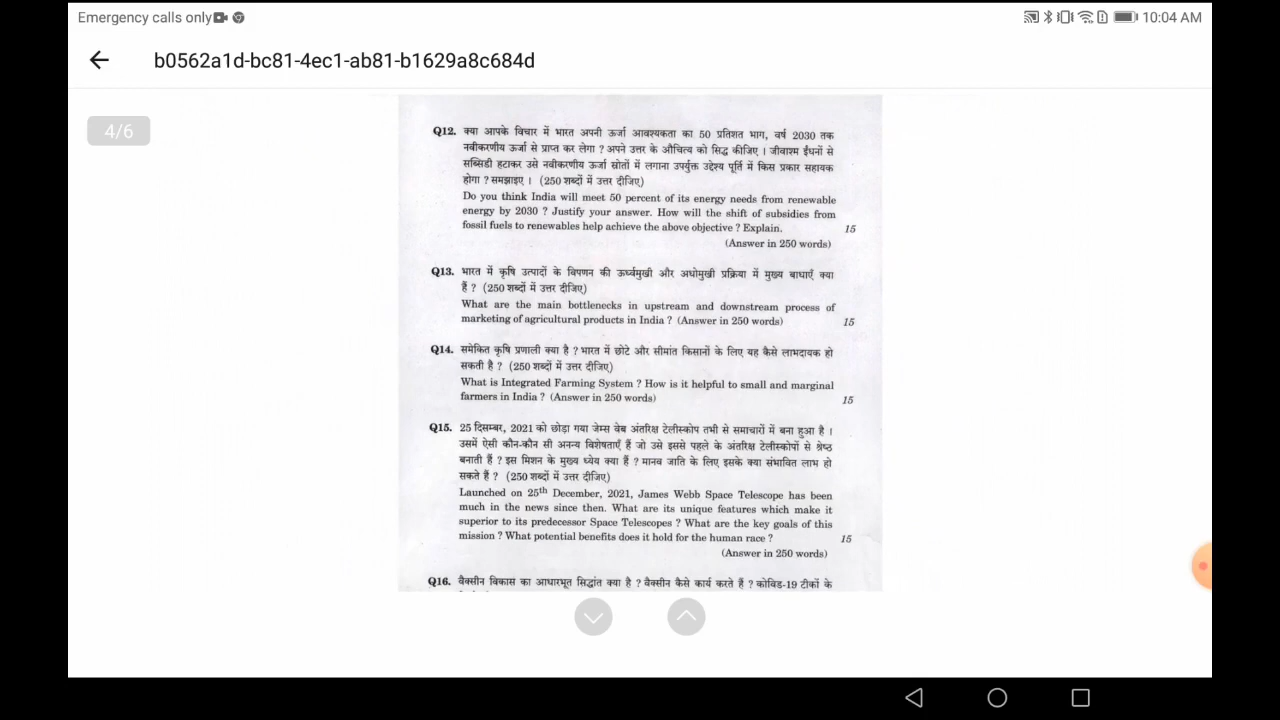 Emergency calls only
10:04 AM
b0562a1d-bc81-4ec1-ab81-b1629a8c684d
4/6
Q12. क्या आपके विचार में भारत अपनी ऊर्जा आवश्यकता का 50 प्रतिशत भाग, वर्ष 2030 तक
नवीकरणीय ऊर्जा से प्राप्त कर लेगा ? अपने उत्तर के औचित्य को सिद्ध कीजिए । जीवाश्म ईंधनों से
सब्सिडी हटाकर उसे नवीकरणीय ऊर्जा स्रोतों में लगाना उपर्युक्त उद्देश्य पूर्ति में किस प्रकार सहायक
होगा ? समझाइए । (250 शब्दों में उत्तर दीजिए)
Do you think India will meet 50 percent of its energy needs from renewable
energy by 2030 ? Justify your answer. How will the shift of subsidies from
fossil fuels to renewables help achieve the above objective ? Explain. 15
(Answer in 250 words)
Q13. भारत में कृषि उत्पादों के विपणन की ऊर्ध्वमुखी और अधोमुखी प्रक्रिया में मुख्य बाधाएँ क्या
हैं ? (250 शब्दों में उत्तर दीजिए)
What are the main bottlenecks in upstream and downstream process of
marketing of agricultural products in India ? (Answer in 250 words) 15
Q14. समेकित कृषि प्रणाली क्या है ? भारत में छोटे और सीमांत किसानों के लिए यह कैसे लाभदायक हो
सकती है ? (250 शब्दों में उत्तर दीजिए)
What is Integrated Farming System ? How is it helpful to small and marginal
farmers in India ? (Answer in 250 words) 15
Q15. 25 दिसम्बर, 2021 को छोड़ा गया जेम्स वेब अंतरिक्ष टेलीस्कोप तभी से समाचारों में बना हुआ है ।
उसमें ऐसी कौन-कौन सी अनन्य विशेषताएँ हैं जो उसे इससे पहले के अंतरिक्ष टेलीस्कोपों से श्रेष्ठ
बनाती हैं ? इस मिशन के मुख्य ध्येय क्या हैं ? मानव जाति के लिए इसके क्या संभावित लाभ हो
सकते हैं ? (250 शब्दों में उत्तर दीजिए)
Launched on 25th December, 2021, James Webb Space Telescope has been
much in the news since then. What are its unique features which make it
superior to its predecessor Space Telescopes ? What are the key goals of this
mission ? What potential benefits does it hold for the human race ? 15
(Answer in 250 words)
Q16. वैक्सीन विकास का आधारभूत सिद्धांत क्या है ? वैक्सीन कैसे कार्य करते हैं ? कोविड-19 टीकों के